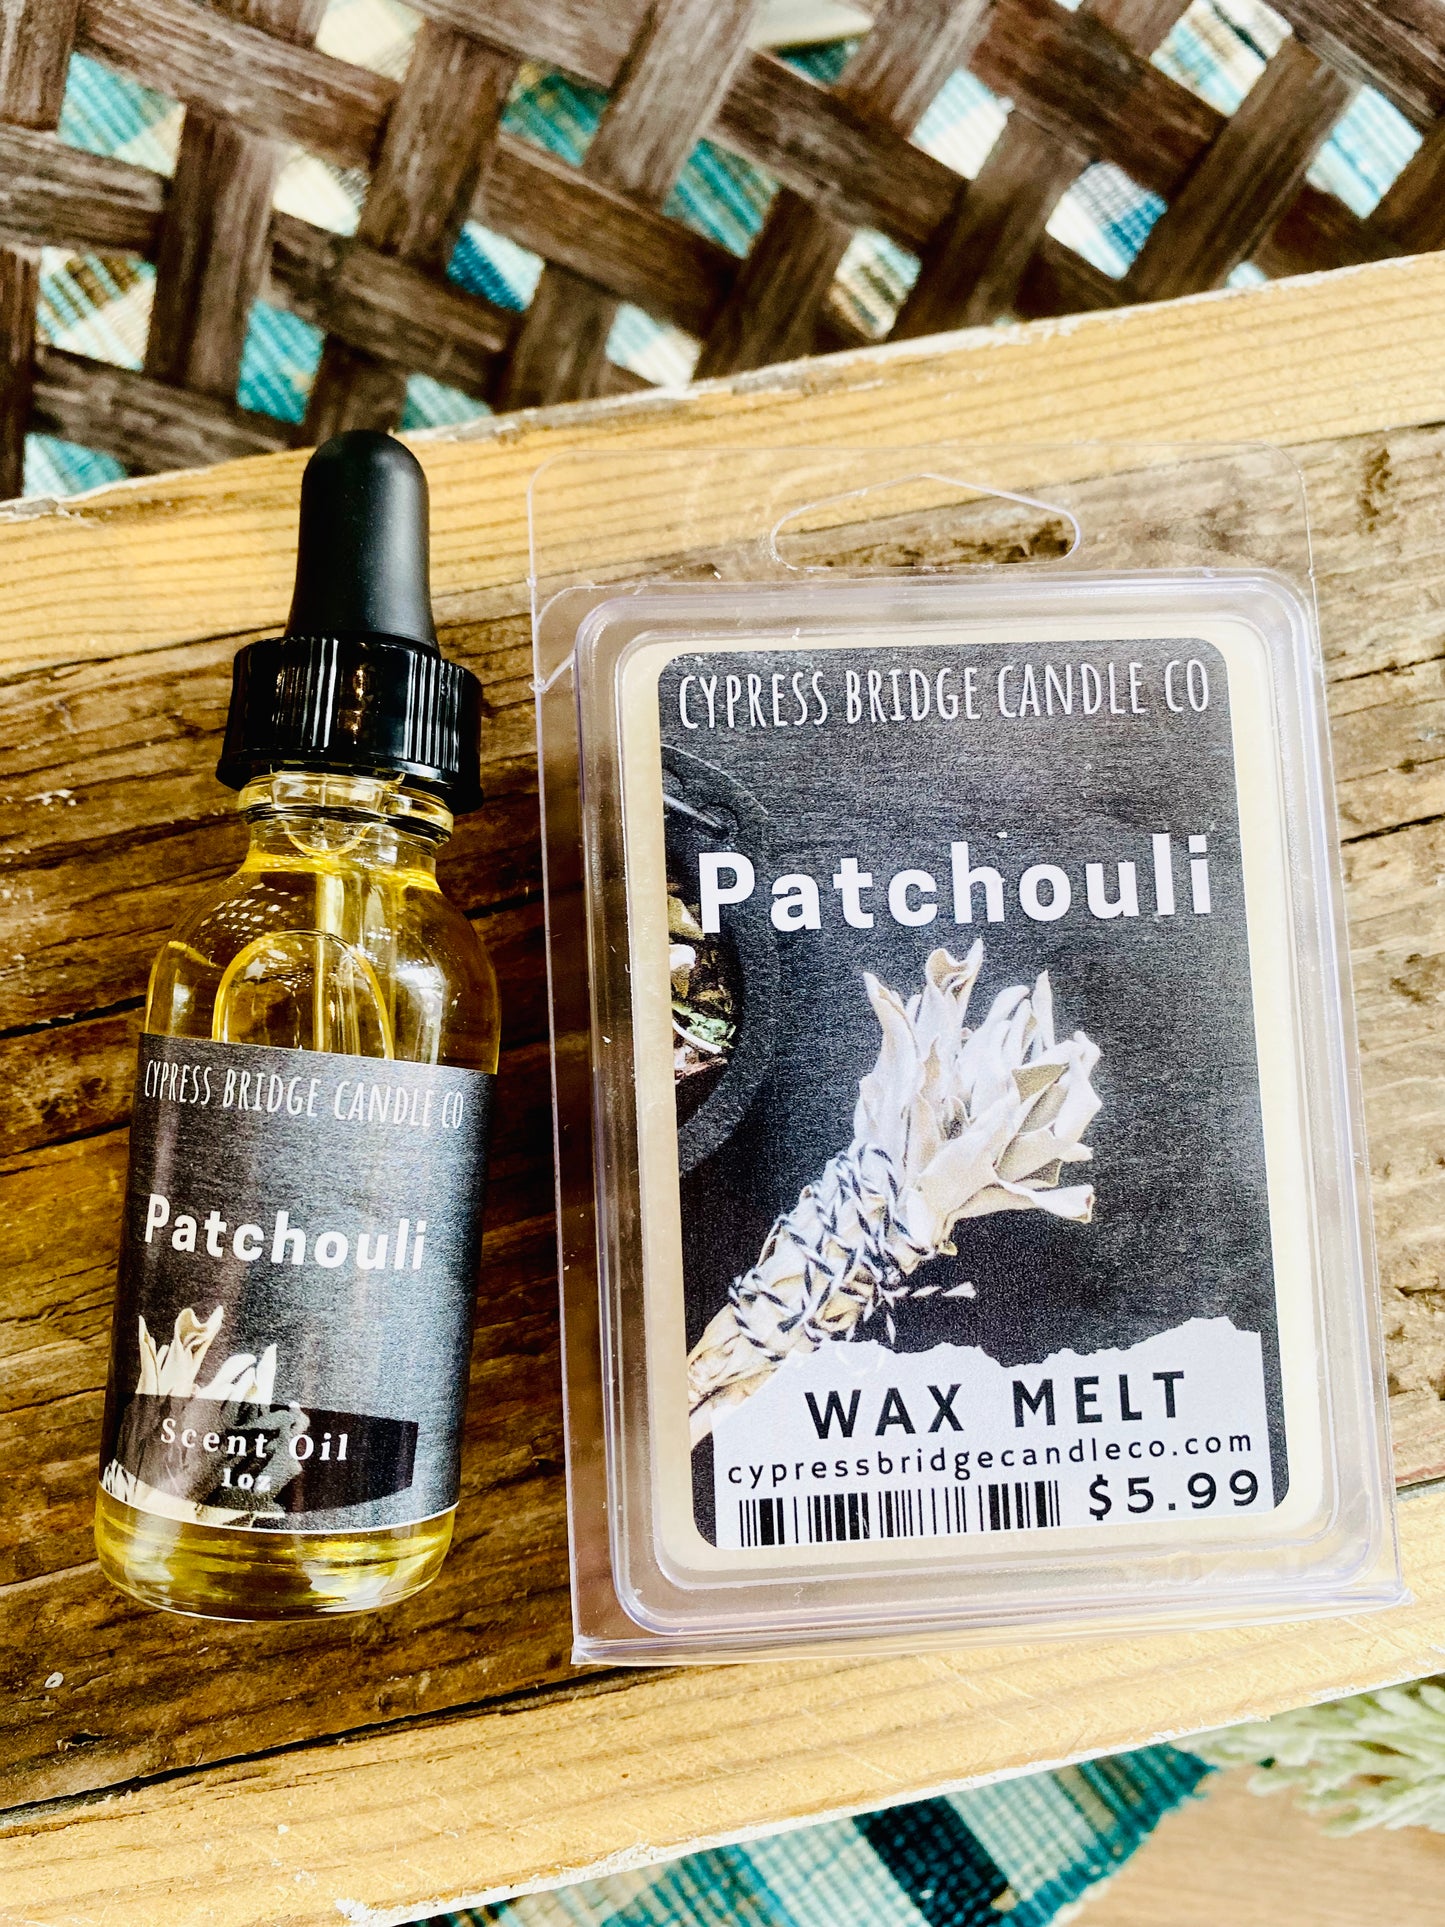 CYPRESS BRIDGE CANDLE CO
Patchouli
Scent Oil
1oz
CYPRESS BRIDGE CANDLE CO
Patchouli
WAX MELT
cypressbridgecandleco.com
$5.99